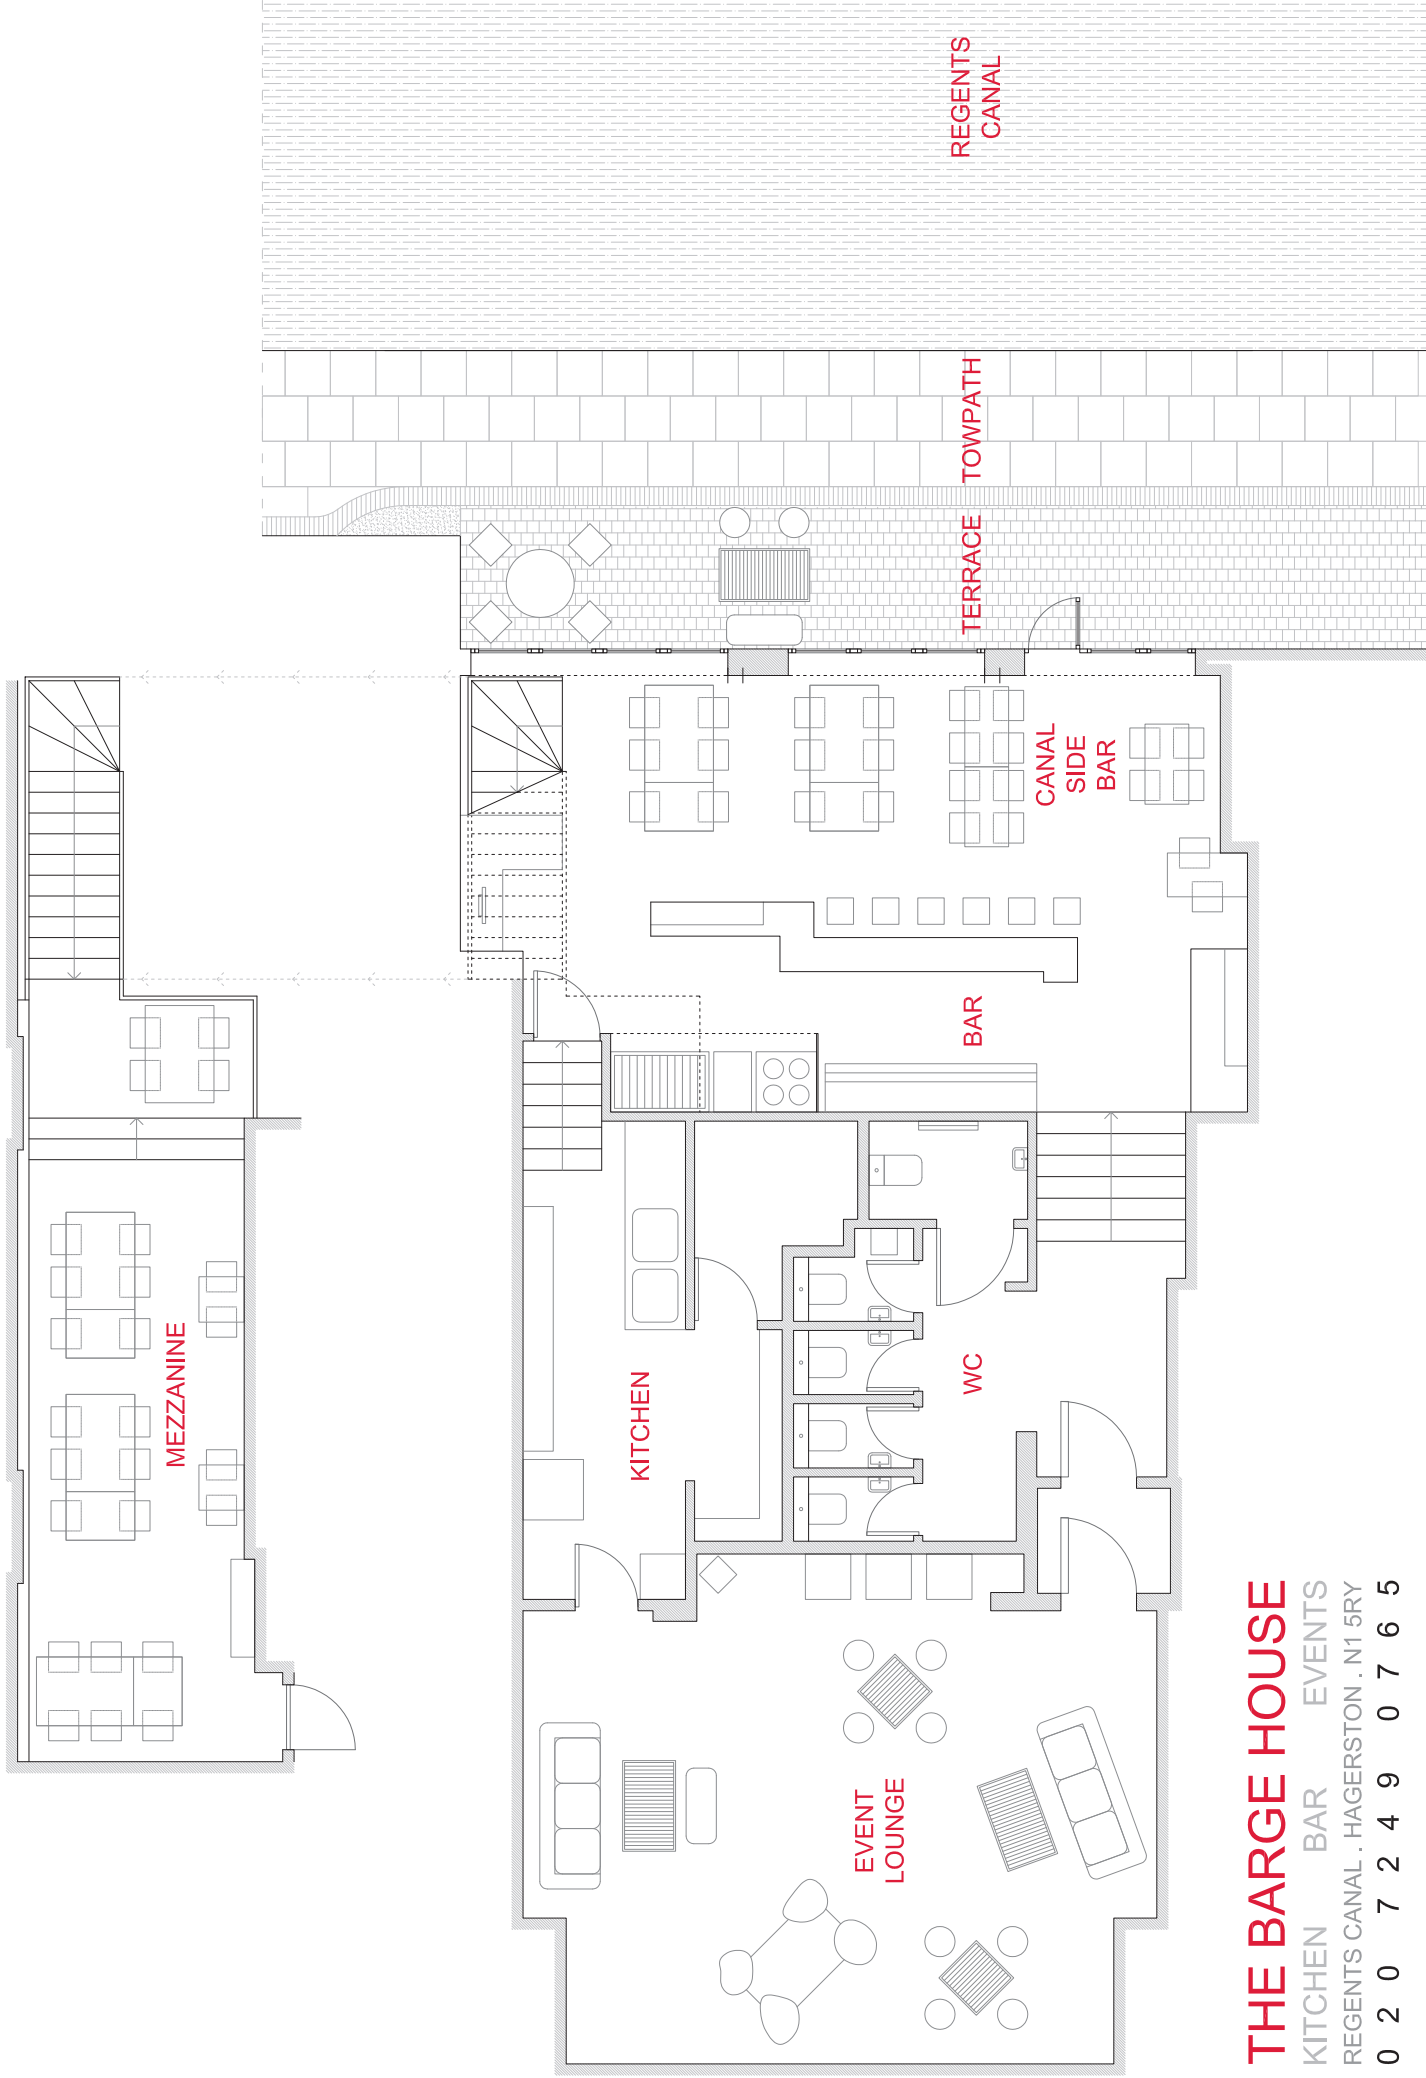 REGENTS
CANAL
TOWPATH
TERRACE
CANAL
SIDE
BAR
BAR
MEZZANINE
KITCHEN
WC
EVENT
LOUNGE
THE BARGE HOUSE
KITCHEN BAR EVENTS
REGENTS CANAL . HAGERSTON . N1 5RY
0 2 0 7 2 4 9 0 7 6 5